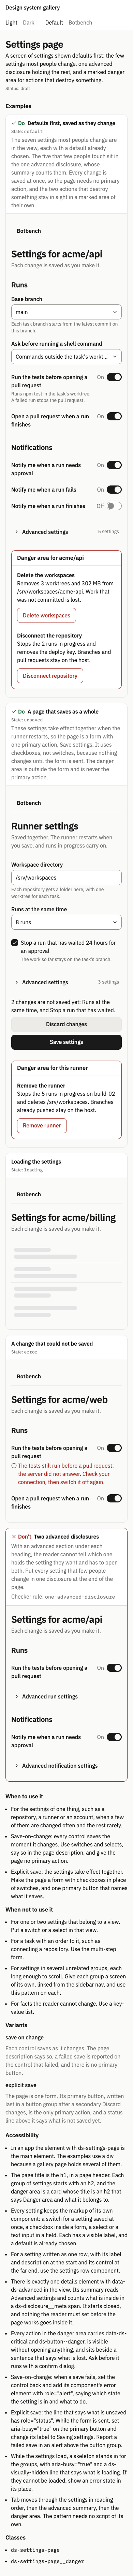 Design system gallery
Light Dark Default Botbench
Settings page
A screen of settings shown defaults first: the few
settings most people change, one advanced
disclosure holding the rest, and a marked danger
area for actions that destroy something.
Status: draft
Examples
✓ Do Defaults first, saved as they change
State: default
The seven settings most people change are
in view, each with a default already
chosen. The five that few people touch sit in
the one advanced disclosure, whose
summary counts them. Every change is
saved at once, so the page needs no primary
action, and the two actions that destroy
something stay in sight in a marked area of
their own.
Botbench
Settings for acme/api
Each change is saved as you make it.
Runs
Base branch
main
Each task branch starts from the latest commit on
this branch.
Ask before running a shell command
Commands outside the task's workt...
Run the tests before opening a
pull request
On
Runs npm test in the task's worktree.
A failed run stops the pull request.
Open a pull request when a run
finishes
On
Notifications
Notify me when a run needs
approval
On
Notify me when a run fails
On
Notify me when a run finishes
Off
Advanced settings
5 settings
Danger area for acme/api
Delete the workspaces
Removes 3 worktrees and 302 MB from
/srv/workspaces/acme-api. Work that
was not committed is lost.
Delete workspaces
Disconnect the repository
Stops the 2 runs in progress and
removes the deploy key. Branches and
pull requests stay on the host.
Disconnect repository
✓ Do A page that saves as a whole
State: unsaved
These settings take effect together when
the runner restarts, so the page is a form with
one primary action, Save settings. It uses
checkboxes, not switches, because nothing
changes until the form is sent. The danger
area is outside the form and is never the
primary action.
Botbench
Runner settings
Saved together. The runner restarts when
you save, and runs in progress carry on.
Workspace directory
/srv/workspaces
Each repository gets a folder here, with one
worktree for each task.
Runs at the same time
8 runs
Stop a run that has waited 24 hours for
an approval
The work so far stays on the task's branch.
Advanced settings
3 settings
2 changes are not saved yet: Runs at the
same time, and Stop a run that has waited.
Discard changes
Save settings
Danger area for this runner
Remove the runner
Stops the 5 runs in progress on build-02
and deletes /srv/workspaces. Branches
already pushed stay on the host.
Remove runner
Loading the settings
State: loading
Botbench
Settings for acme/billing
Each change is saved as you make it.
A change that could not be saved
State: error
Botbench
Settings for acme/web
Each change is saved as you make it.
Runs
Run the tests before opening a
pull request
On
The tests still run before a pull request:
the server did not answer. Check your
connection, then switch it off again.
Open a pull request when a run
finishes
On
✕ Don't Two advanced disclosures
With an advanced section under each
heading, the reader cannot tell which one
holds the setting they want and has to open
both. Put every setting that few people
change in one disclosure at the end of the
page.
Checker rule: one-advanced-disclosure
Settings for acme/api
Each change is saved as you make it.
Runs
Run the tests before opening a
pull request
On
Advanced run settings
Notifications
Notify me when a run needs
approval
On
Advanced notification settings
When to use it
For the settings of one thing, such as a
repository, a runner or an account, when a few
of them are changed often and the rest rarely.
Save-on-change: every control saves the
moment it changes. Use switches and selects,
say so in the page description, and give the
page no primary action.
Explicit save: the settings take effect together.
Make the page a form with checkboxes in place
of switches, and one primary button that names
what it saves.
When not to use it
For one or two settings that belong to a view.
Put a switch or a select in that view.
For a task with an order to it, such as
connecting a repository. Use the multi-step
form.
For settings in several unrelated groups, each
long enough to scroll. Give each group a screen
of its own, linked from the sidebar nav, and use
this pattern on each.
For facts the reader cannot change. Use a key-
value list.
Variants
save on change
Each control saves as it changes. The page
description says so, a failed save is reported on
the control that failed, and there is no primary
button.
explicit save
The page is one form. Its primary button, written
last in a button group after a secondary Discard
changes, is the only primary action, and a status
line above it says what is not saved yet.
Accessibility
In an app the element with ds-settings-page is
the main element. The examples use a div
because a gallery page holds several of them.
The page title is the h1, in a page header. Each
group of settings starts with an h2, and the
danger area is a card whose title is an h2 that
says Danger area and what it belongs to.
Every setting keeps the markup of its own
component: a switch for a setting saved at
once, a checkbox inside a form, a select or a
text input in a field. Each has a visible label, and
a default is already chosen.
For a setting written as one row, with its label
and description at the start and its control at
the far end, use the settings row component.
There is exactly one details element with data-
ds-advanced in the view. Its summary names
Advanced settings and counts what is inside in
a ds-disclosure__meta span. It starts closed,
and nothing the reader must set before the
page works goes inside it.
Every action in the danger area carries data-ds-
critical and ds-button--danger, is visible
without opening anything, and sits beside a
sentence that says what is lost. Ask before it
runs with a confirm dialog.
Save-on-change: when a save fails, set the
control back and add its component's error
element with role="alert", saying which state
the setting is in and what to do.
Explicit save: the line that says what is unsaved
has role="status". While the form is sent, set
aria-busy="true" on the primary button and
change its label to Saving settings. Report a
failed save in an alert above the button group.
While the settings load, a skeleton stands in for
the groups, with aria-busy="true" and a ds-
visually-hidden line that says what is loading. If
they cannot be loaded, show an error state in
its place.
Tab moves through the settings in reading
order, then the advanced summary, then the
danger area. The pattern needs no script of its
own.
Classes
ds-settings-page
ds-settings-page__danger